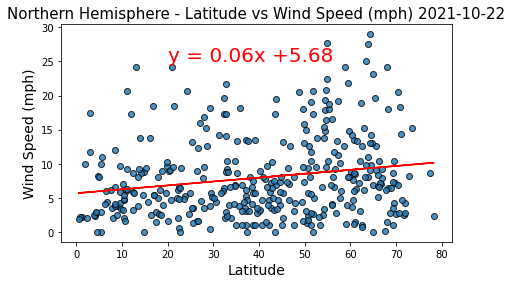 Northern Hemisphere - Latitude vs Wind Speed (mph) 2021-10-22
30
25
20
15
10
5
0
Wind Speed (mph)
y = 0.06x +5.68
0 10 20 30 40 50 60 70 80
Latitude